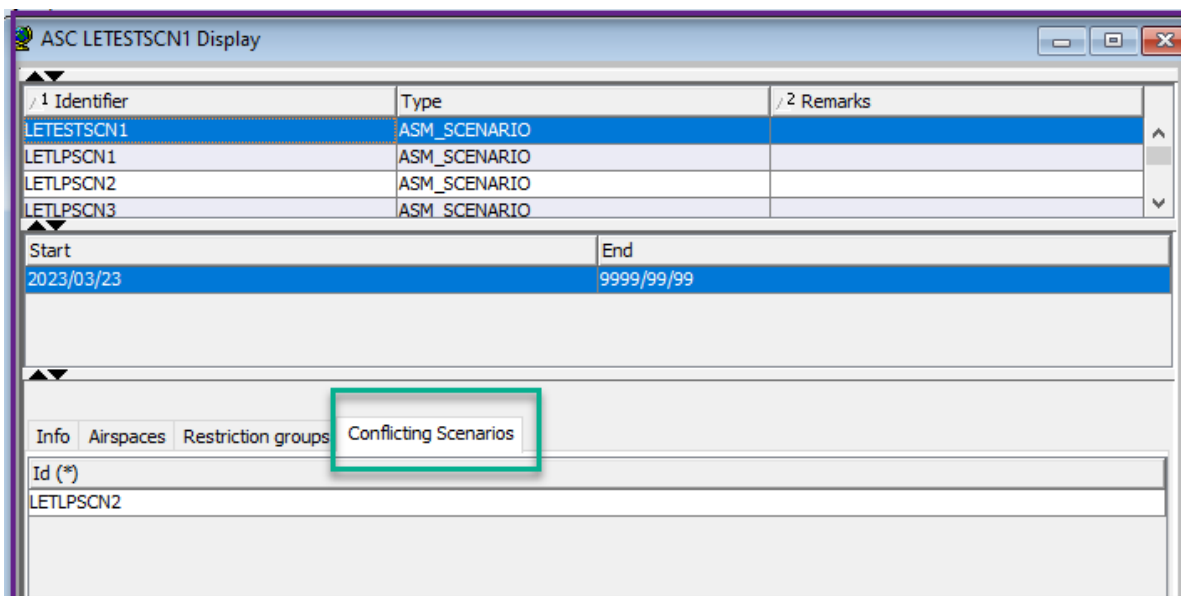 ASC LETESTSCN1 Display
1 Identifier Type 2 Remarks
LETESTSCN1 ASM_SCENARIO
LETLPSCN1 ASM_SCENARIO
LETLPSCN2 ASM_SCENARIO
LETLPSCN3 ASM_SCENARIO
Start End
2023/03/23 9999/99/99
Info Airspaces Restriction groups Conflicting Scenarios
Id (*)
LETLPSCN2